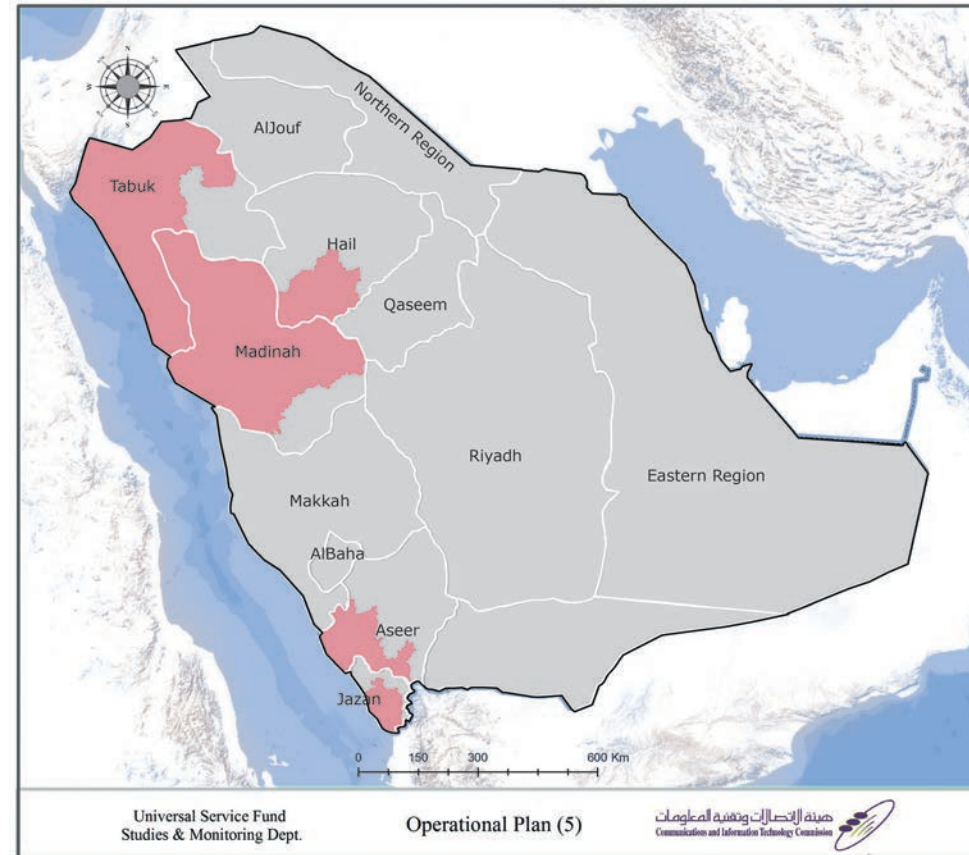 N
W
E
S
Northern Region
AlJouf
Tabuk
Hail
Qaseem
Madinah
Riyadh
Eastern Region
Makkah
AlBaha
Aseer
Jazan
0 150 300 600 Km
Universal Service Fund
Studies & Monitoring Dept.
Operational Plan (5)
هيئة الاتصالات وتقنية المعلومات
Communications and Information Technology Commission